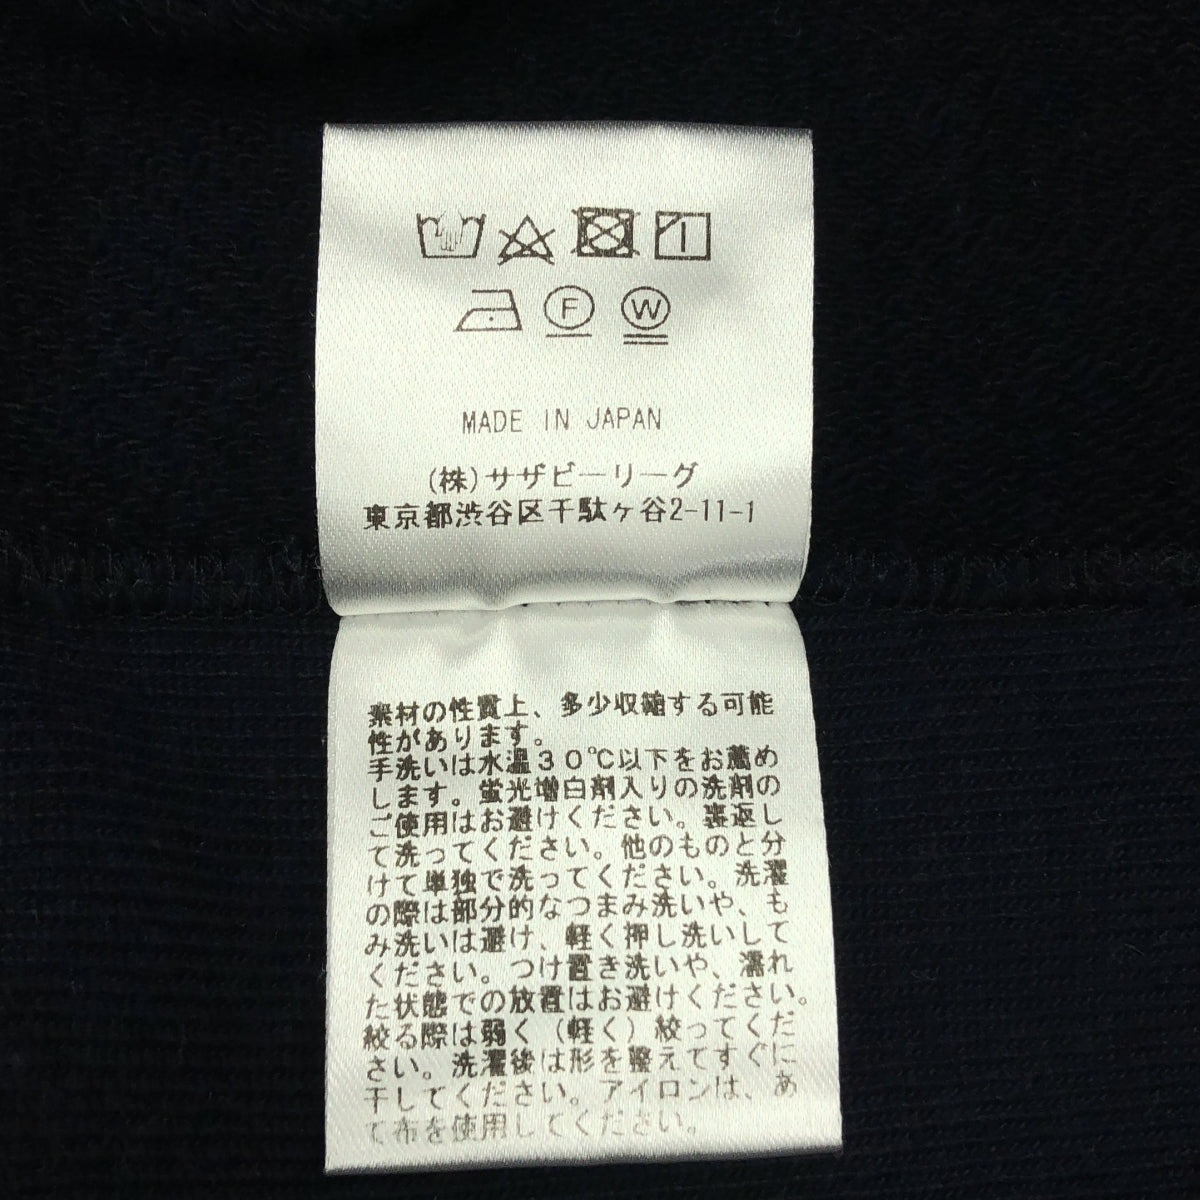 F W
MADE IN JAPAN
(株)サザビーリーグ
東京都渋谷区千駄ヶ谷2-11-1
素材の性質上、多少収縮する可能
性があります。
手洗いは水温30℃以下をお薦め
します。蛍光増白剤入りの洗剤の
ご使用はお避けください。裏返し
て洗ってください。他のものと分
けて単独で洗ってください。洗濯
の際は部分的なつまみ洗いや、も
み洗いは避け、軽く押し洗いして
ください。つけ置き洗いや、濡れ
た状態での放置はお避けください。
絞る際は弱く(軽く)絞ってくだ
さい。洗濯後は形を整えてすぐに
干してください。アイロンは、あ
て布を使用してください。